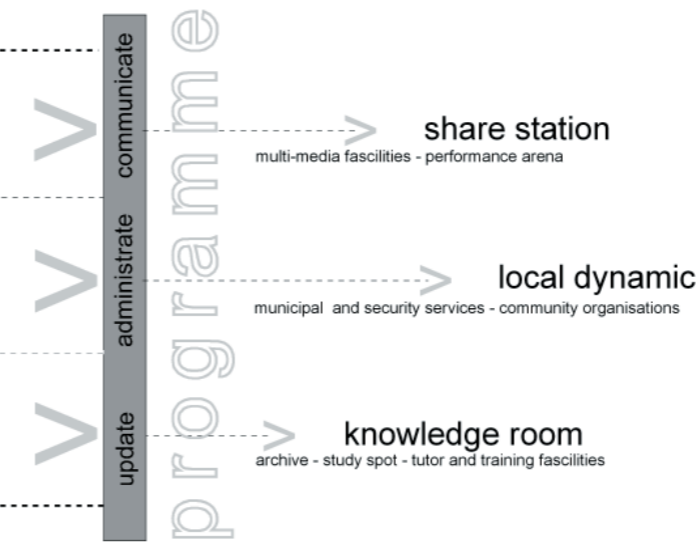 communicate
programme
share station
multi-media fascilities - performance arena
administrate
local dynamic
municipal and security services - community organisations
update
knowledge room
archive - study spot - tutor and training fascilities